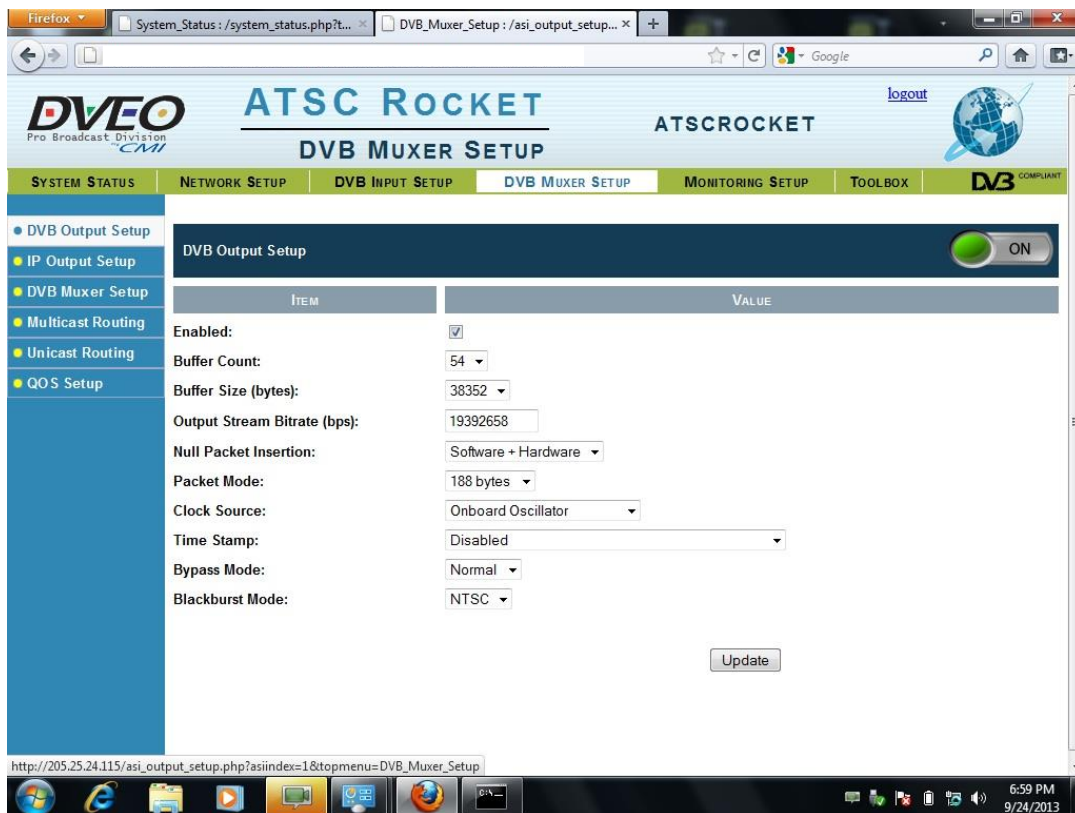 Firefox
System_Status : /system_status.php?t...
DVB_Muxer_Setup : /asi_output_setup...
Google
DVEO
Pro Broadcast Division
CMI
ATSC ROCKET
DVB MUXER SETUP
ATSCROCKET
logout
SYSTEM STATUS
NETWORK SETUP
DVB INPUT SETUP
DVB MUXER SETUP
MONITORING SETUP
TOOLBOX
DVB COMPLIANT
DVB Output Setup
IP Output Setup
DVB Muxer Setup
Multicast Routing
Unicast Routing
QOS Setup
DVB Output Setup
ON
ITEM VALUE
Enabled:
Buffer Count: 54
Buffer Size (bytes): 38352
Output Stream Bitrate (bps): 19392658
Null Packet Insertion: Software + Hardware
Packet Mode: 188 bytes
Clock Source: Onboard Oscillator
Time Stamp: Disabled
Bypass Mode: Normal
Blackburst Mode: NTSC
Update
http://205.25.24.115/asi_output_setup.php?asiindex=1&topmenu=DVB_Muxer_Setup
6:59 PM
9/24/2013